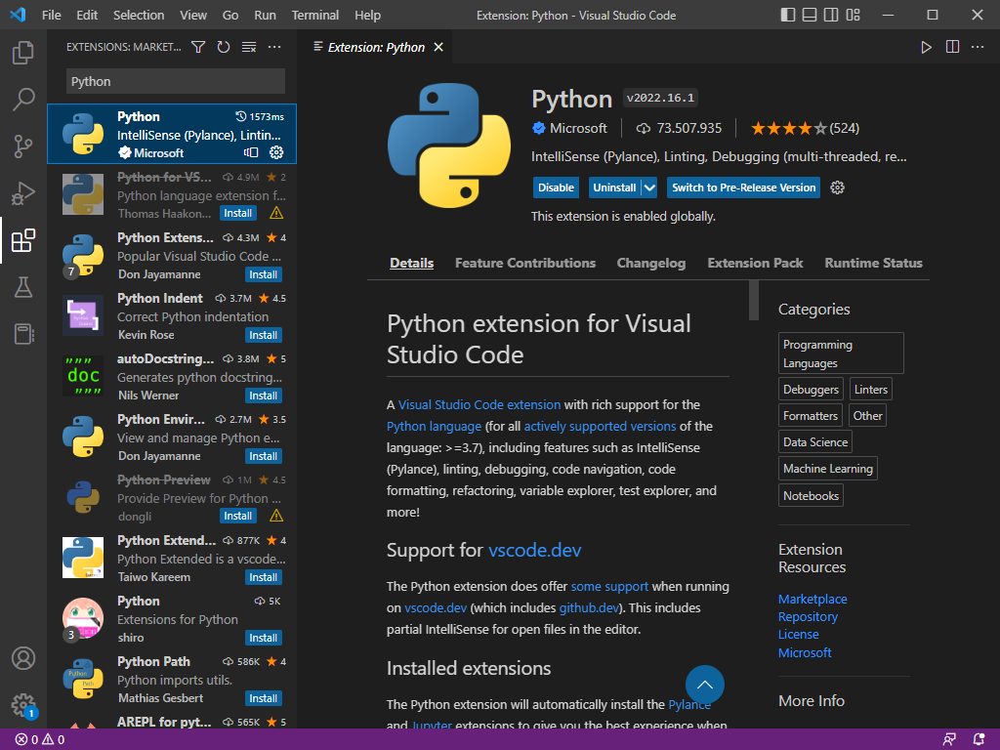 File Edit Selection View Go Run Terminal Help
Extension: Python - Visual Studio Code
EXTENSIONS: MARKET...
Extension: Python
Python
Python 1573ms
IntelliSense (Pylance), Lintin...
Microsoft
Python for VS... 4.9M 2
Python language extension f...
Thomas Haakon... Install
Python Extens... 4.3M 4
Popular Visual Studio Code ...
7
Don Jayamanne Install
Python Indent 3.7M 4.5
Correct Python indentation
Kevin Rose Install
autoDocstring... 3.8M 5
""" doc """
Generates python docstring...
Nils Werner Install
Python Envir... 2.7M 3.5
View and manage Python e...
Don Jayamanne Install
Python Preview 1M 4.5
Provide Preview for Python ...
dongli Install
Python Extend... 877K 4
Python Extended is a vscode...
Taiwo Kareem Install
Python 5K
Extensions for Python
3
shiro Install
Python Path 586K 4
Python imports utils.
Mathias Gesbert Install
AREPL for pyt... 565K 5
Python v2022.16.1
Microsoft 73.507.935 (524)
IntelliSense (Pylance), Linting, Debugging (multi-threaded, re...
Disable Uninstall Switch to Pre-Release Version
This extension is enabled globally.
Details Feature Contributions Changelog Extension Pack Runtime Status
Python extension for Visual
Studio Code
A Visual Studio Code extension with rich support for the
Python language (for all actively supported versions of the
language: >=3.7), including features such as IntelliSense
(Pylance), linting, debugging, code navigation, code
formatting, refactoring, variable explorer, test explorer, and
more!
Support for vscode.dev
The Python extension does offer some support when running
on vscode.dev (which includes github.dev). This includes
partial IntelliSense for open files in the editor.
Installed extensions
The Python extension will automatically install the Pylance
and Jupyter extensions to give you the best experience when
Categories
Programming
Languages
Debuggers Linters
Formatters Other
Data Science
Machine Learning
Notebooks
Extension
Resources
Marketplace
Repository
License
Microsoft
More Info
1
0 0